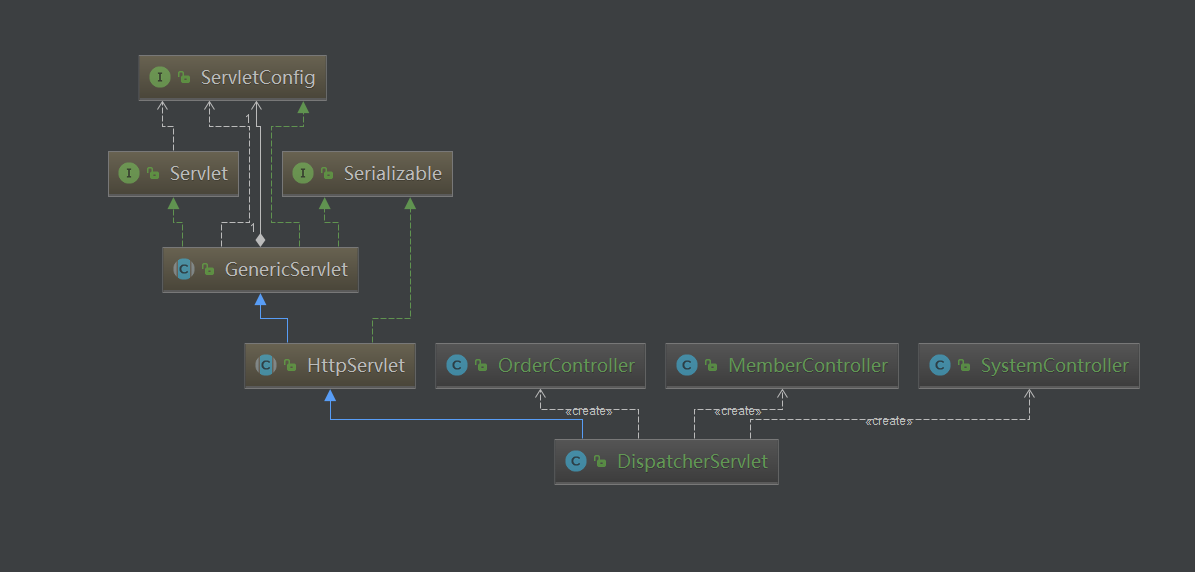 I ServletConfig
1
I Servlet
I Serializable
1
C GenericServlet
C HttpServlet
C OrderController
C MemberController
C SystemController
«create»
«create»
«create»
C DispatcherServlet